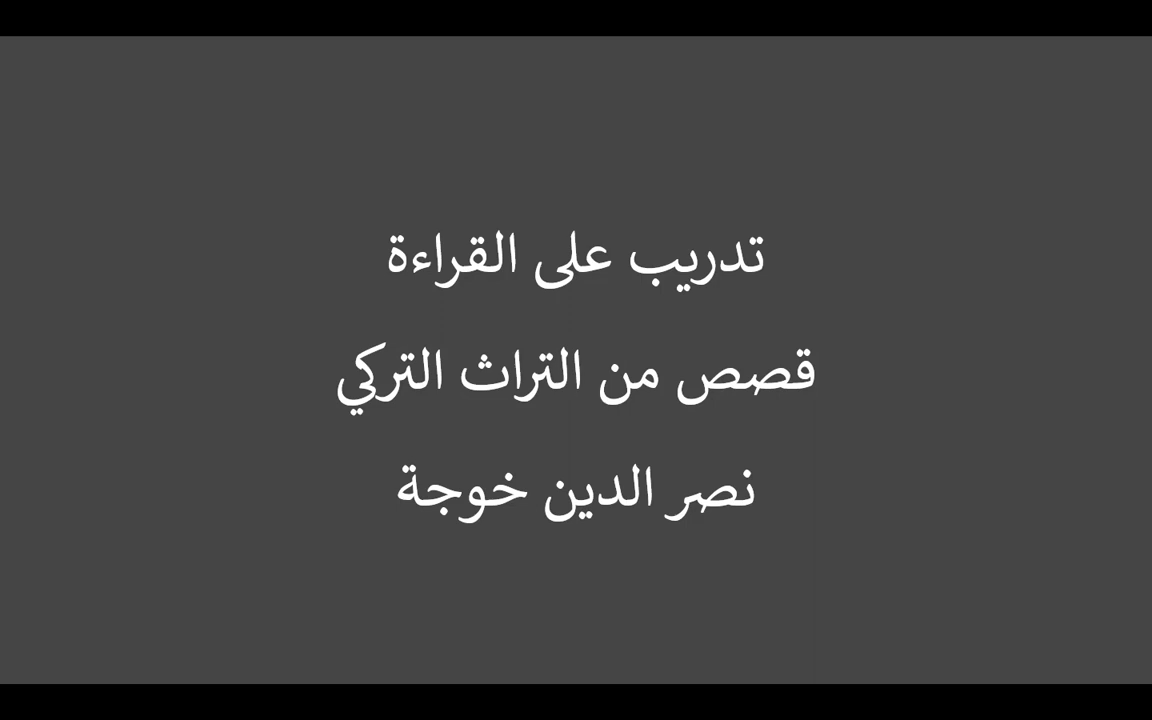 تدريب على القراءة
قصص من التراث التركي
نصر الدين خوجة